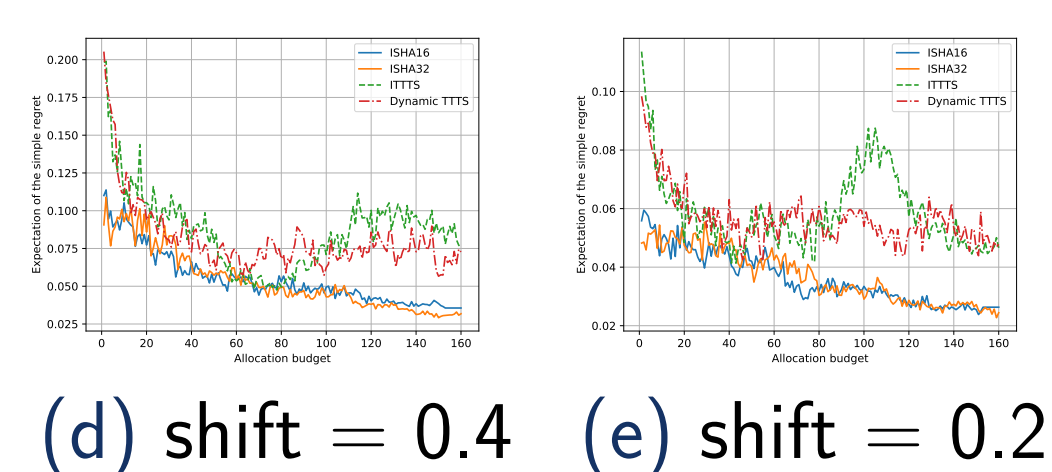 0.200
0.175
0.150
0.125
0.100
0.075
0.050
0.025
Expectation of the simple regret
ISHA16
ISHA32
ITTTS
Dynamic TTTS
0 20 40 60 80 100 120 140 160
Allocation budget
(d) shift = 0.4
0.10
0.08
0.06
0.04
0.02
Expectation of the simple regret
ISHA16
ISHA32
ITTTS
Dynamic TTTS
0 20 40 60 80 100 120 140 160
Allocation budget
(e) shift = 0.2